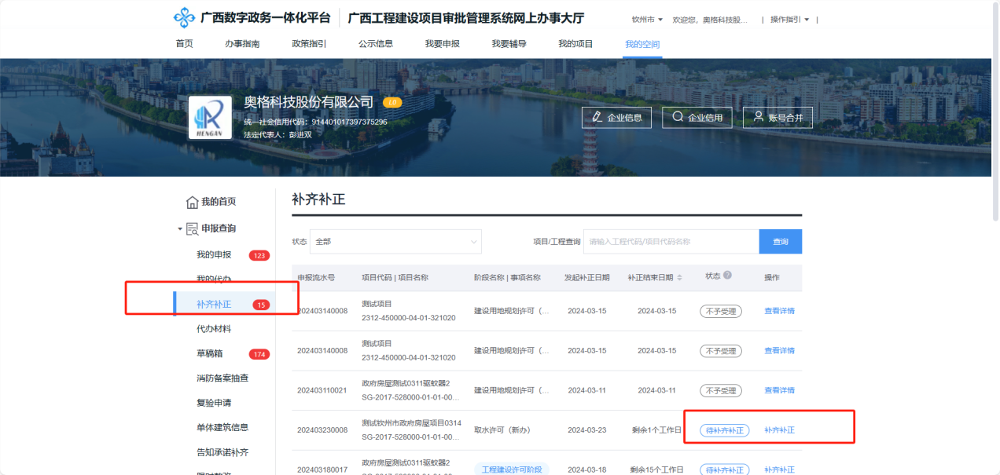 广西数字政务一体化平台 广西工程建设项目审批管理系统网上办事大厅 钦州市 欢迎您，奥格科技股... | 操作指引 |
首页 办事指南 政策指引 公示信息 我要申报 我要辅导 我的项目 我的空间
奥格科技股份有限公司 L0
统一社会信用代码：914401017397375296
法定代表人：彭进双
HENGAN
企业信息 企业信用 账号合并
我的首页
申报查询
我的申报 123
我的代办
补齐补正 15
代办材料
草稿箱 174
消防备案抽查
复验申请
单体建筑信息
告知承诺补齐
补齐补正
状态 全部 项目/工程查询 请输入工程代码/项目代码名称 查询
申报流水号 项目代码 | 项目名称 阶段名称 | 事项名称 发起补正日期 补正结束日期 状态 操作
202403140008 测试项目 2312-450000-04-01-321020 建设用地规划许可（... 2024-03-15 2024-03-15 不予受理 查看详情
202403140008 测试项目 2312-450000-04-01-321020 建设用地规划许可（... 2024-03-15 2024-03-15 不予受理 查看详情
202403110021 政府房屋测试0311驱蚊器2 SG-2017-528000-01-01-00... 建设用地规划许可（... 2024-03-11 2024-03-11 不予受理 查看详情
202403230008 测试钦州市政府房屋项目0314 SG-2017-528000-01-01-00... 取水许可（新办） 2024-03-23 剩余1个工作日 待补齐补正 补齐补正
202403180017 政府房屋测试0311驱蚊器2 工程建设许可阶段 2024-03-18 剩余15个工作日 待补齐补正 补齐补正